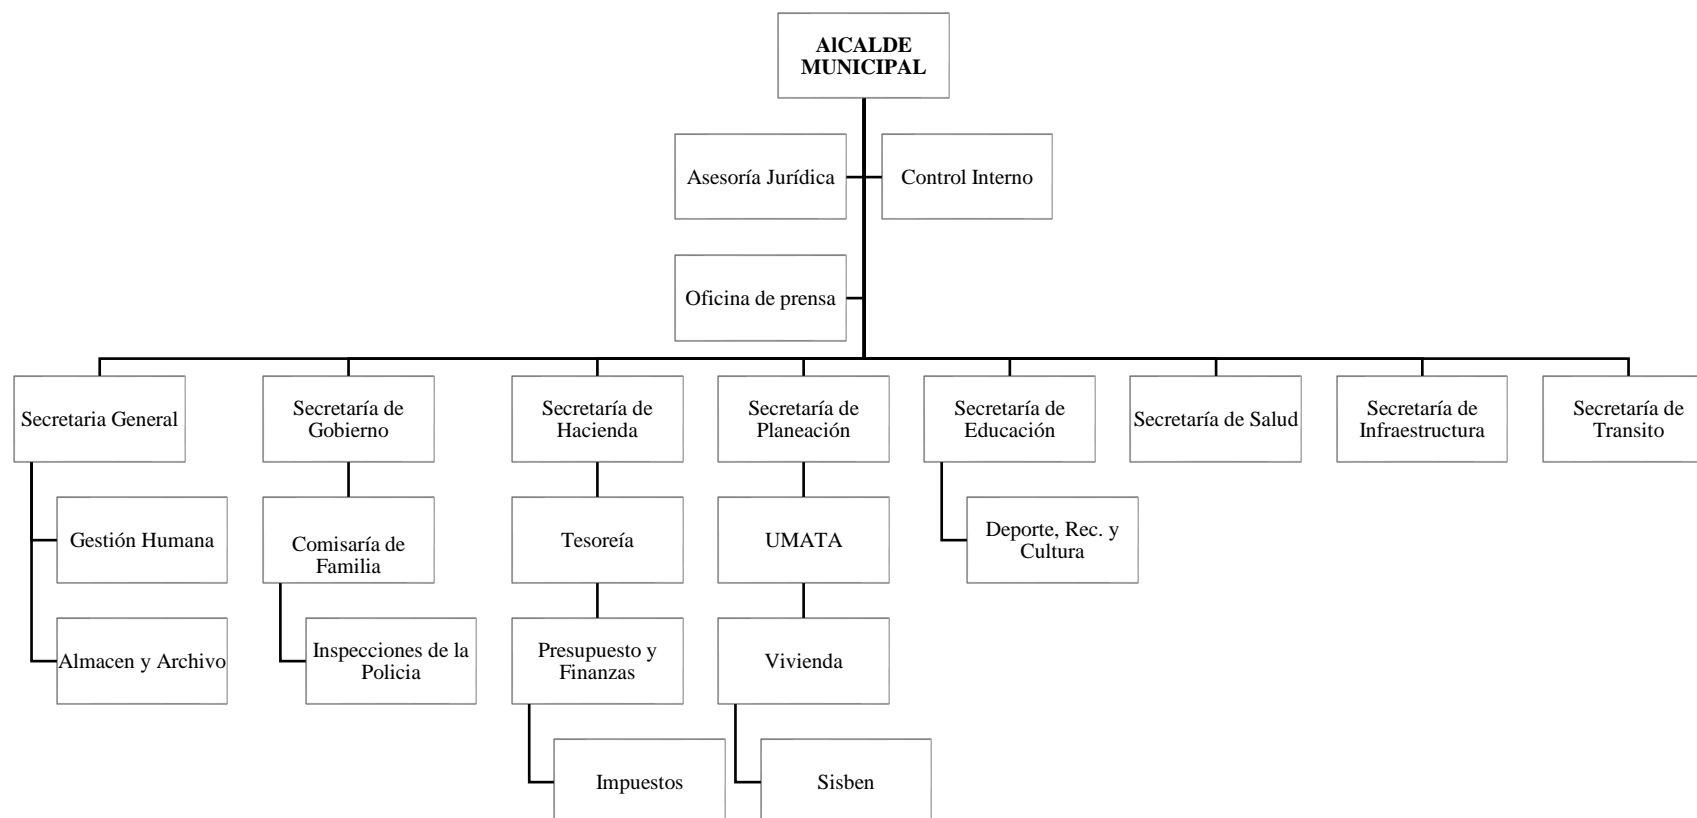 AlCALDE
MUNICIPAL
Asesoría Jurídica
Control Interno
Oficina de prensa
Secretaria General
Secretaría de
Gobierno
Secretaría de
Hacienda
Secretaría de
Planeación
Secretaría de
Educación
Secretaría de Salud
Secretaría de
Infraestructura
Secretaría de
Transito
Gestión Humana
Comisaría de
Familia
Tesoreía
UMATA
Deporte, Rec. y
Cultura
Almacen y Archivo
Inspecciones de la
Policia
Presupuesto y
Finanzas
Vivienda
Impuestos
Sisben